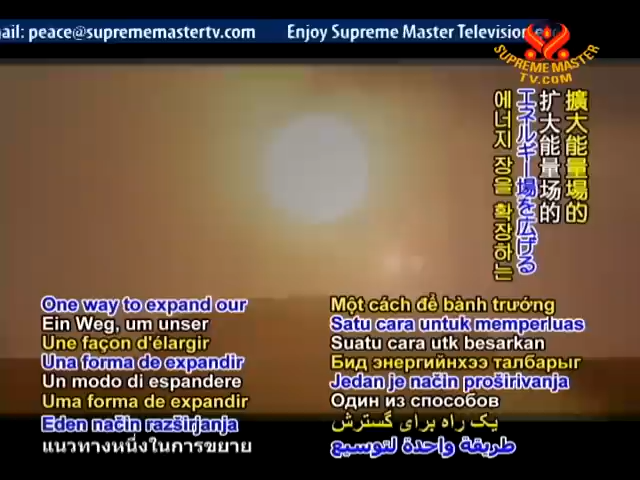 ail: peace@suprememastertv.com Enjoy Supreme Master Television
SUPREME MASTER
TV.COM
擴大能量場的
扩大能量场的
エネルギー場を広げる
에너지 장을 확장하는
One way to expand our
Ein Weg, um unser
Une façon d'élargir
Una forma de expandir
Un modo di espandere
Uma forma de expandir
Eden način razširjanja
แนวทางหนึ่งในการขยาย
Một cách để bành trướng
Satu cara untuk memperluas
Suatu cara utk besarkan
Бид энергийнхээ талбарыг
Jedan je način proširivanja
Один из способов
یک راه برای گسترش
طريقة واحدة لتوسيع